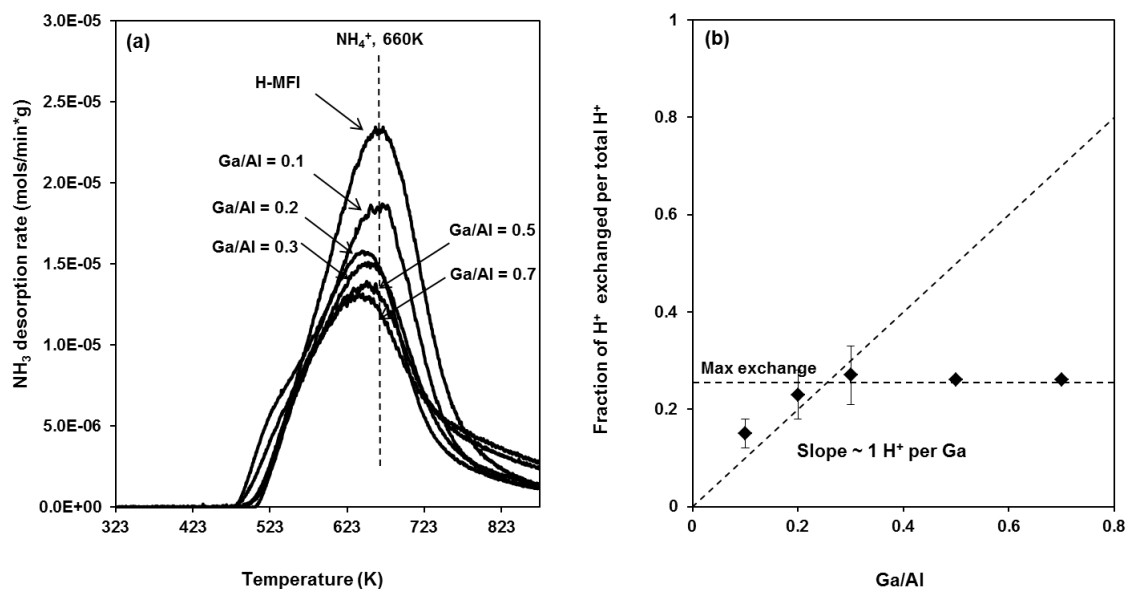 (a)
NH₄⁺, 660K
H-MFI
Ga/Al = 0.1
Ga/Al = 0.2
Ga/Al = 0.3
Ga/Al = 0.5
Ga/Al = 0.7
NH₃ desorption rate (mols/min*g)
3.0E-05
2.5E-05
2.0E-05
1.5E-05
1.0E-05
5.0E-06
0.0E+00
323 423 523 623 723 823
Temperature (K)
(b)
Fraction of H⁺ exchanged per total H⁺
1
0.8
0.6
0.4
0.2
0
Max exchange
Slope ~ 1 H⁺ per Ga
0 0.2 0.4 0.6 0.8
Ga/Al